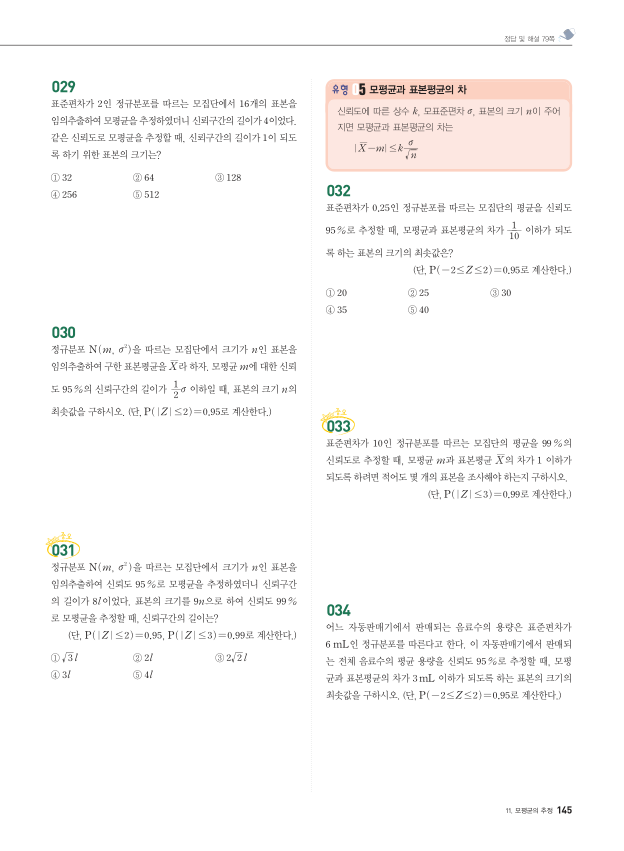 정답 및 해설 79쪽
029
표준편차가 2인 정규분포를 따르는 모집단에서 16개의 표본을
임의추출하여 모평균을 추정하였더니 신뢰구간의 길이가 4이었다.
같은 신뢰도로 모평균을 추정할 때, 신뢰구간의 길이가 1이 되도
록 하기 위한 표본의 크기는?
① 32 ② 64 ③ 128
④ 256 ⑤ 512
030
정규분포 N(m, σ²)을 따르는 모집단에서 크기가 n인 표본을
임의추출하여 구한 표본평균을 X̄라 하자. 모평균 m에 대한 신뢰
도 95%의 신뢰구간의 길이가 1/2σ 이하일 때, 표본의 크기 n의
최솟값을 구하시오. (단, P(|Z|≤2)=0.95로 계산한다.)
031
정규분포 N(m, σ²)을 따르는 모집단에서 크기가 n인 표본을
임의추출하여 신뢰도 95%로 모평균을 추정하였더니 신뢰구간
의 길이가 8l이었다. 표본의 크기를 9n으로 하여 신뢰도 99%
로 모평균을 추정할 때, 신뢰구간의 길이는?
(단, P(|Z|≤2)=0.95, P(|Z|≤3)=0.99로 계산한다.)
① √3 l ② 2l ③ 2√2 l
④ 3l ⑤ 4l
유형 05 모평균과 표본평균의 차
신뢰도에 따른 상수 k, 모표준편차 σ, 표본의 크기 n이 주어
지면 모평균과 표본평균의 차는
|X̄-m|≤k σ/√n
032
표준편차가 0.25인 정규분포를 따르는 모집단의 평균을 신뢰도
95%로 추정할 때, 모평균과 표본평균의 차가 1/10 이하가 되도
록 하는 표본의 크기의 최솟값은?
(단, P(-2≤Z≤2)=0.95로 계산한다.)
① 20 ② 25 ③ 30
④ 35 ⑤ 40
033
표준편차가 10인 정규분포를 따르는 모집단의 평균을 99%의
신뢰도로 추정할 때, 모평균 m과 표본평균 X̄의 차가 1 이하가
되도록 하려면 적어도 몇 개의 표본을 조사해야 하는지 구하시오.
(단, P(|Z|≤3)=0.99로 계산한다.)
034
어느 자동판매기에서 판매되는 음료수의 용량은 표준편차가
6 mL인 정규분포를 따른다고 한다. 이 자동판매기에서 판매되
는 전체 음료수의 평균 용량을 신뢰도 95%로 추정할 때, 모평
균과 표본평균의 차가 3 mL 이하가 되도록 하는 표본의 크기의
최솟값을 구하시오. (단, P(-2≤Z≤2)=0.95로 계산한다.)
11. 모평균의 추정 145